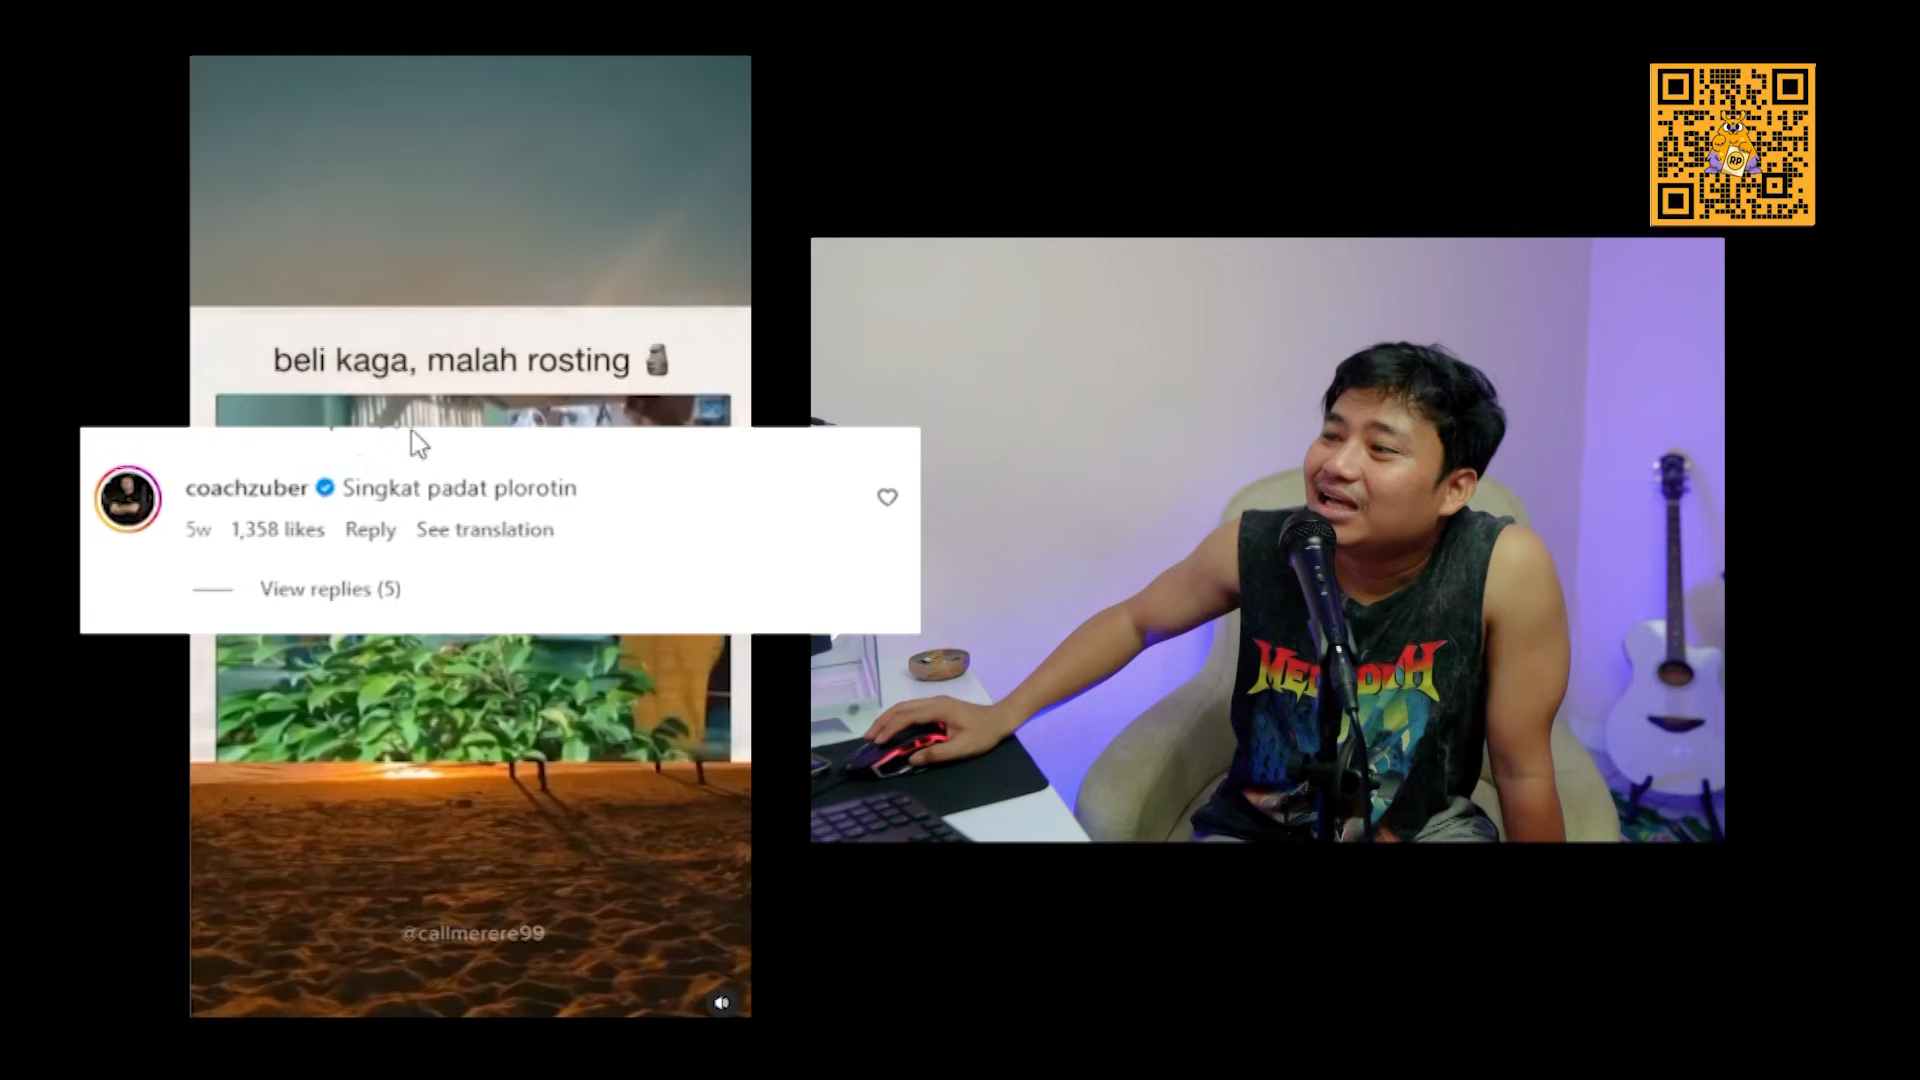 beli kaga, malah rosting 🗿
coachzuber Singkat padat plorotin
5w 1,358 likes Reply See translation
View replies (5)
@callmerere99
RP